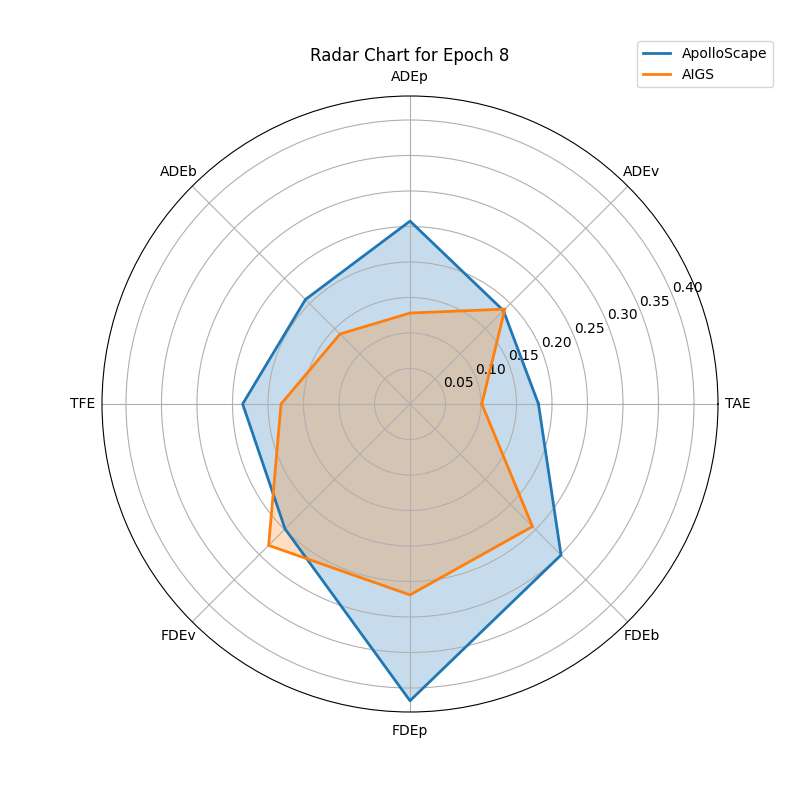 Radar Chart for Epoch 8
ApolloScape
AIGS
ADEp
ADEb
ADEv
0.40
0.35
0.30
0.25
0.20
0.15
0.10
0.05
TFE
TAE
FDEv
FDEb
FDEp